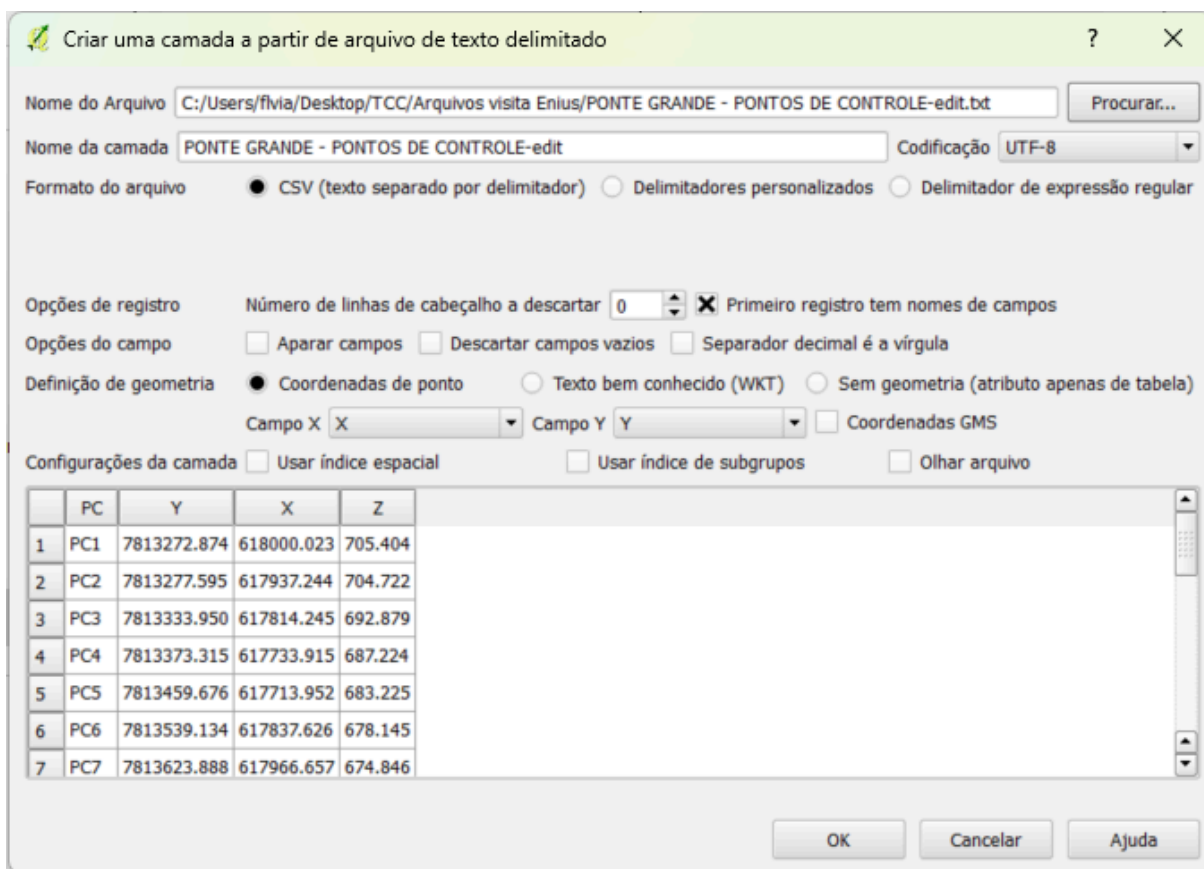 Criar uma camada a partir de arquivo de texto delimitado ?
Nome do Arquivo C:/Users/flvia/Desktop/TCC/Arquivos visita Enius/PONTE GRANDE - PONTOS DE CONTROLE-edit.txt Procurar...
Nome da camada PONTE GRANDE - PONTOS DE CONTROLE-edit Codificação UTF-8
Formato do arquivo CSV (texto separado por delimitador) Delimitadores personalizados Delimitador de expressão regular
Opções de registro Número de linhas de cabeçalho a descartar 0 Primeiro registro tem nomes de campos
Opções do campo Aparar campos Descartar campos vazios Separador decimal é a vírgula
Definição de geometria Coordenadas de ponto Texto bem conhecido (WKT) Sem geometria (atributo apenas de tabela)
Campo X X Campo Y Y Coordenadas GMS
Configurações da camada Usar índice espacial Usar índice de subgrupos Olhar arquivo
PC Y X Z
1 PC1 7813272.874 618000.023 705.404
2 PC2 7813277.595 617937.244 704.722
3 PC3 7813333.950 617814.245 692.879
4 PC4 7813373.315 617733.915 687.224
5 PC5 7813459.676 617713.952 683.225
6 PC6 7813539.134 617837.626 678.145
7 PC7 7813623.888 617966.657 674.846
OK Cancelar Ajuda